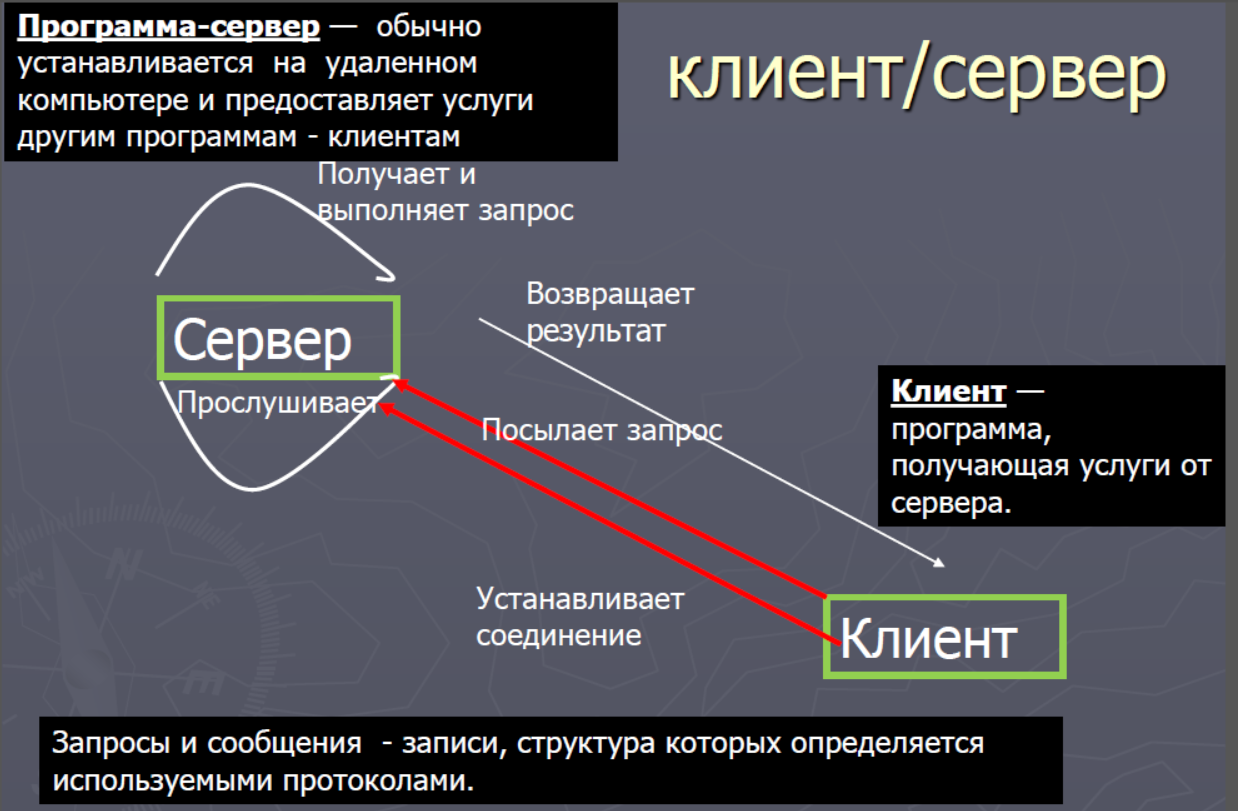 Программа-сервер — обычно
устанавливается на удаленном
компьютере и предоставляет услуги
другим программам - клиентам
клиент/сервер
Получает и
выполняет запрос
Возвращает
результат
Сервер
Прослушивает
Посылает запрос
Клиент —
программа,
получающая услуги от
сервера.
Устанавливает
соединение
Клиент
Запросы и сообщения - записи, структура которых определяется
используемыми протоколами.
N
NW
NE
E